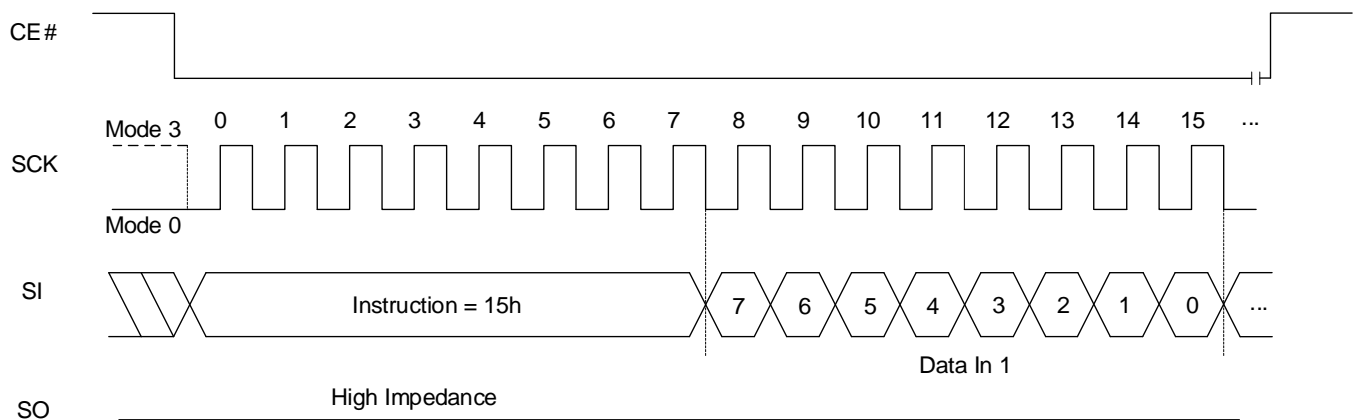 CE#
Mode 3 0 1 2 3 4 5 6 7 8 9 10 11 12 13 14 15 ...
SCK
Mode 0
SI Instruction = 15h 7 6 5 4 3 2 1 0 ...
Data In 1
High Impedance
SO